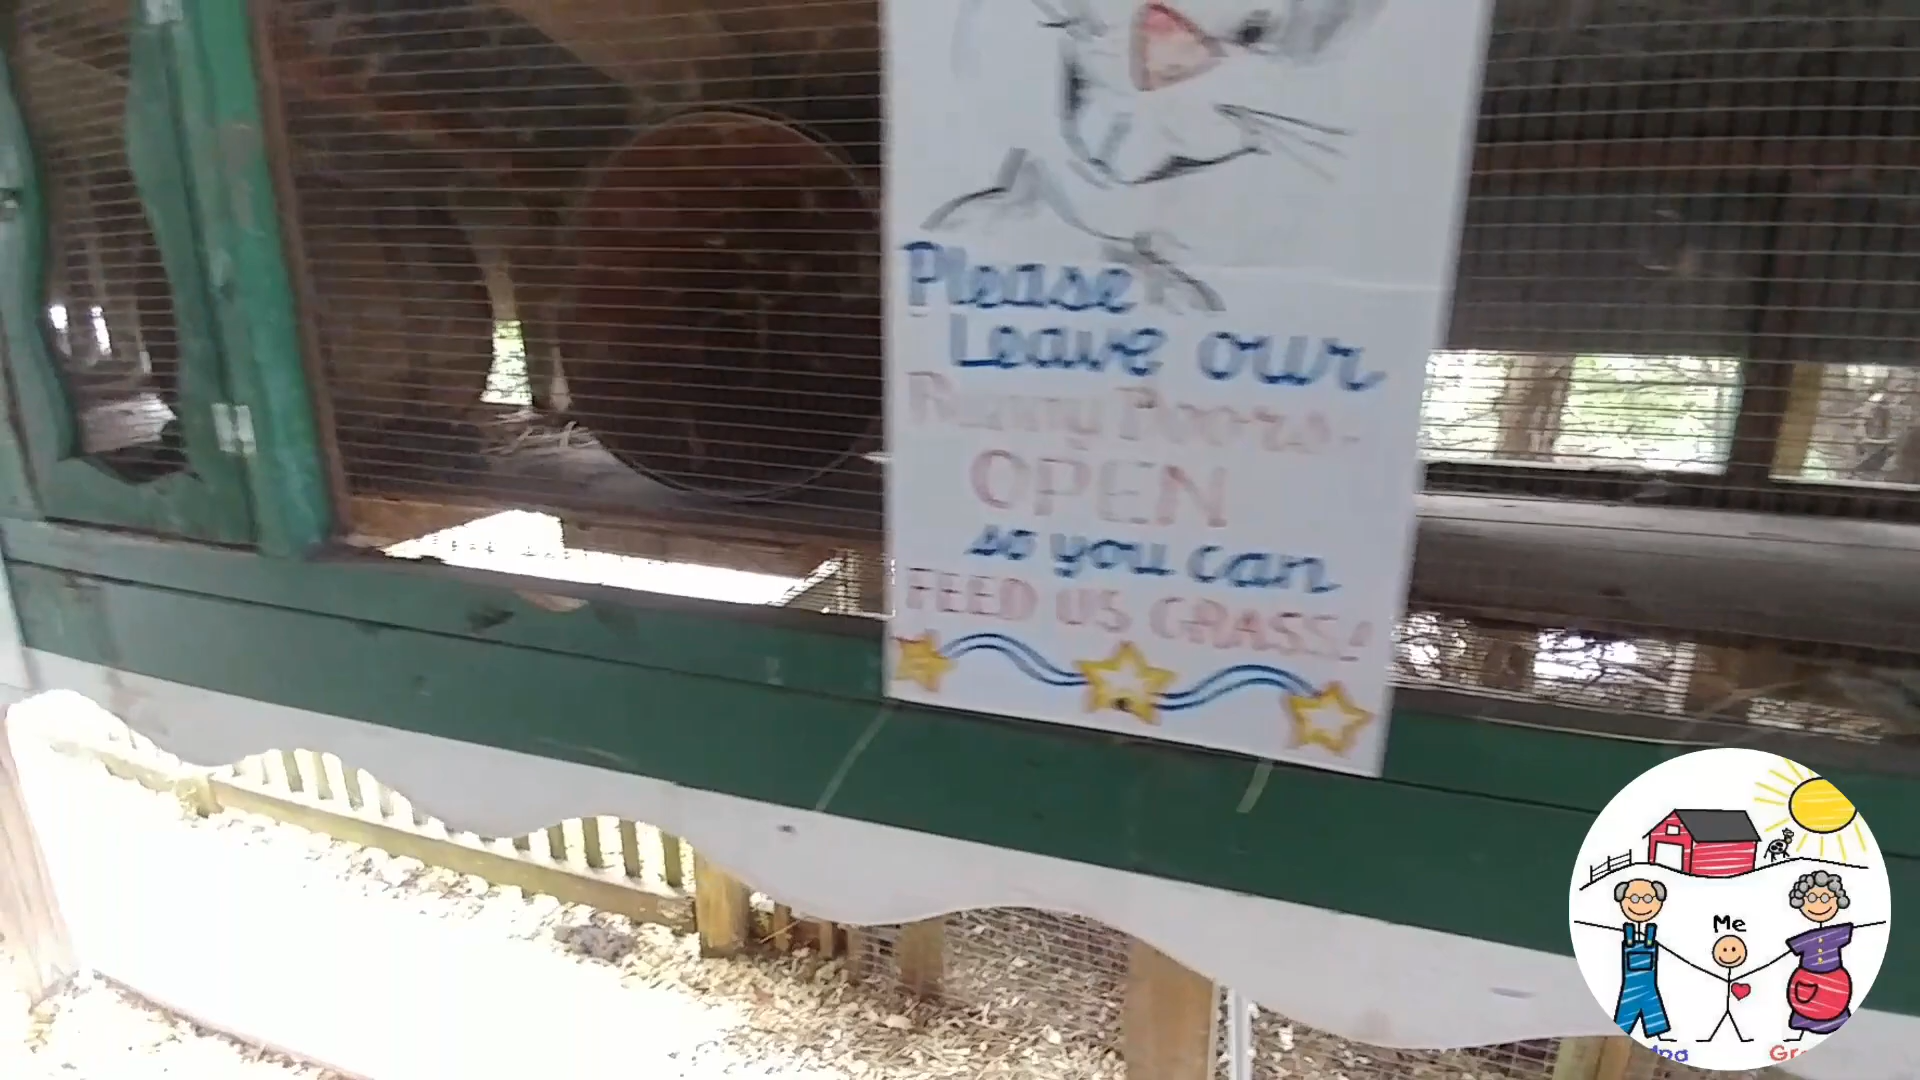 Please
Leave our
Bunny Doors-
OPEN
so you can
FEED US GRASS!
Me